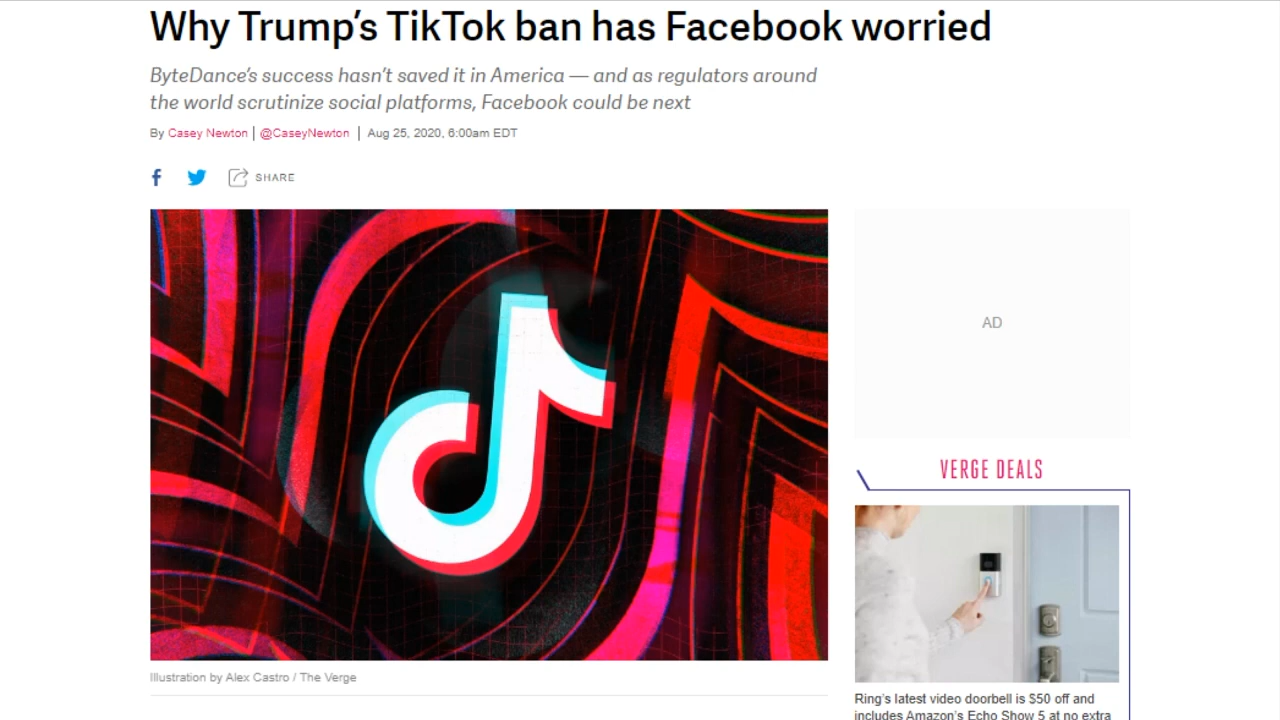 Why Trump's TikTok ban has Facebook worried
ByteDance's success hasn't saved it in America — and as regulators around
the world scrutinize social platforms, Facebook could be next
By Casey Newton | @CaseyNewton | Aug 25, 2020, 6:00am EDT
SHARE
AD
VERGE DEALS
Illustration by Alex Castro / The Verge
Ring's latest video doorbell is $50 off and
includes Amazon's Echo Show 5 at no extra